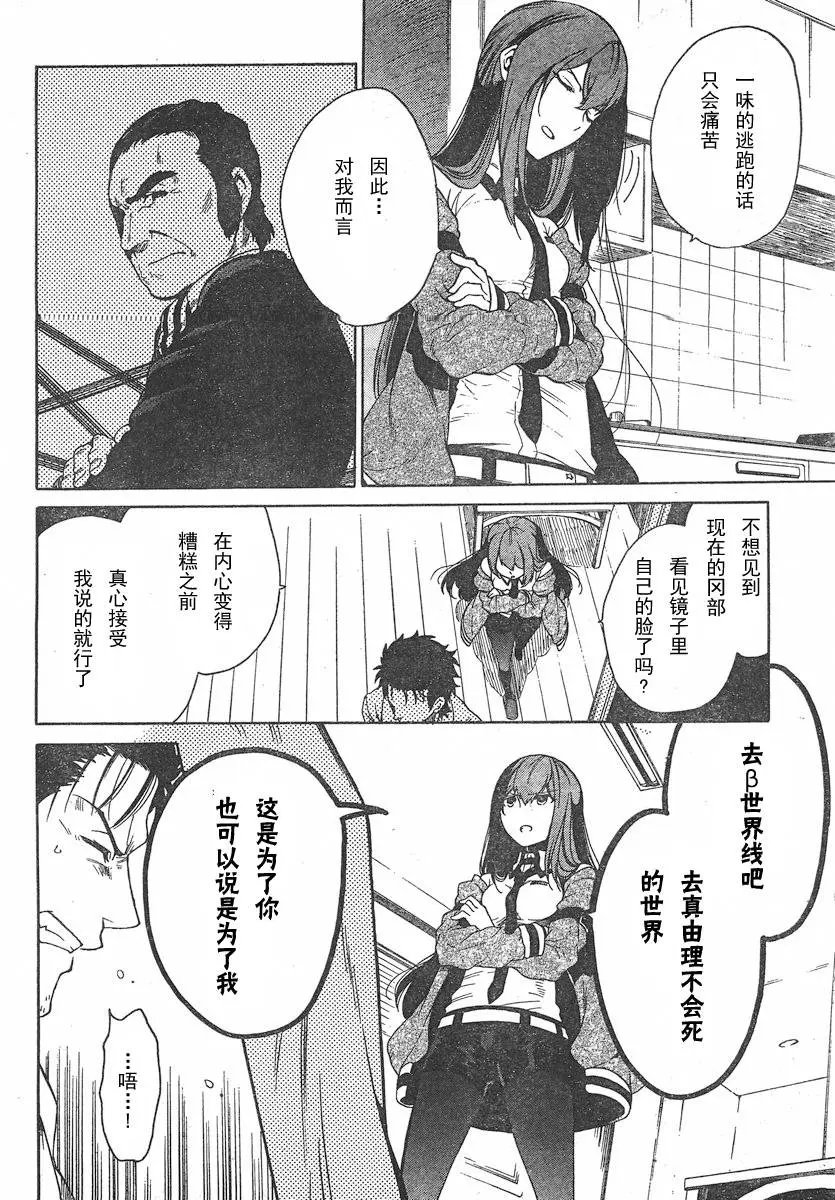 一味的逃跑的话
只会痛苦
因此…
对我而言
不想见到
现在的冈部
看见镜子里
自己的脸了吗?
在内心变得
糟糕之前
真心接受
我说的就行了
去β世界线吧
去真由理不会死
的世界
这是为了你
也可以说是为了我
…唔…!